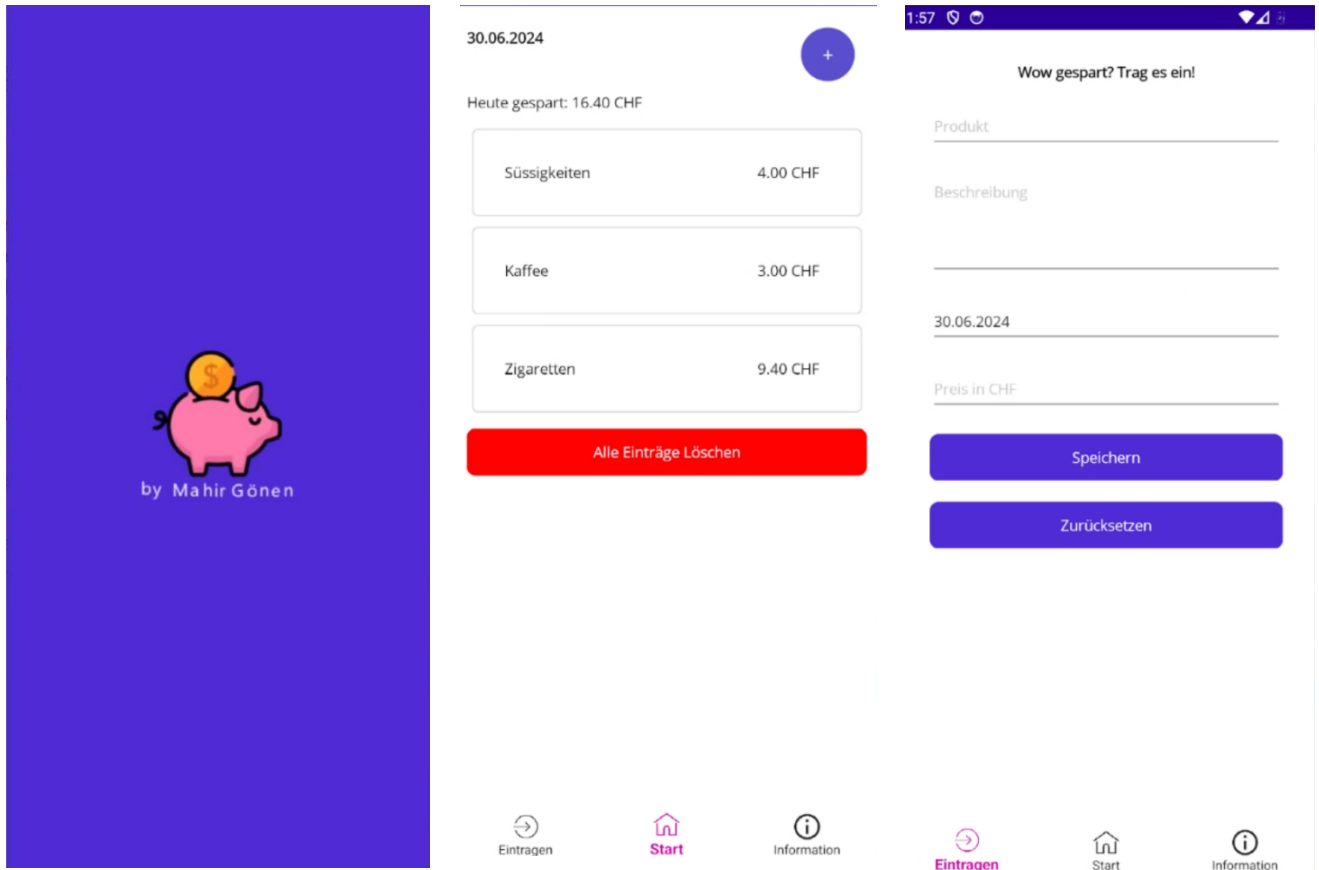 by Mahir Gönen
30.06.2024
+
Heute gespart: 16.40 CHF
Süssigkeiten 4.00 CHF
Kaffee 3.00 CHF
Zigaretten 9.40 CHF
Alle Einträge Löschen
Eintragen Start Information
1:57
Wow gespart? Trag es ein!
Produkt
Beschreibung
30.06.2024
Preis in CHF
Speichern
Zurücksetzen
Eintragen Start Information